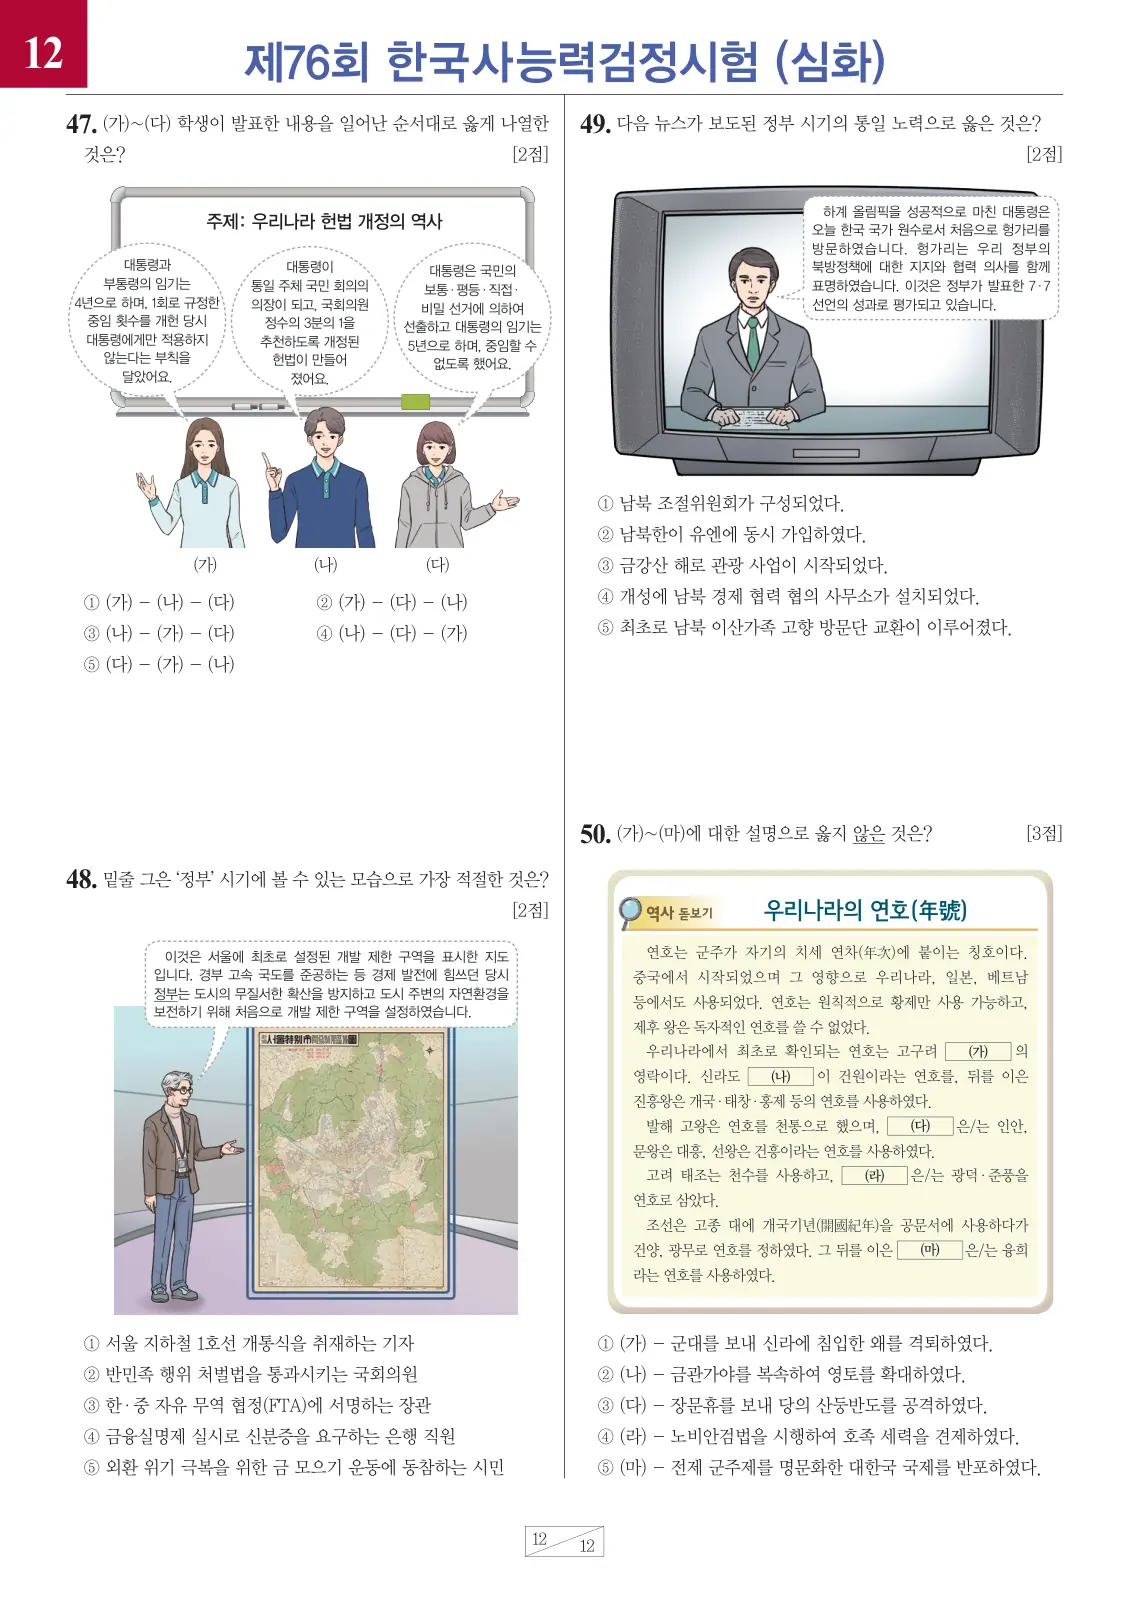 12
제76회 한국사능력검정시험 (심화)
47. (가)~(다) 학생이 발표한 내용을 일어난 순서대로 옳게 나열한
것은? [2점]
주제: 우리나라 헌법 개정의 역사
대통령과
부통령의 임기는
4년으로 하며, 1회로 규정한
중임 횟수를 개헌 당시
대통령에게만 적용하지
않는다는 부칙을
달았어요.
대통령이
통일 주체 국민 회의의
의장이 되고, 국회의원
정수의 3분의 1을
추천하도록 개정된
헌법이 만들어
졌어요.
대통령은 국민의
보통·평등·직접·
비밀 선거에 의하여
선출하고 대통령의 임기는
5년으로 하며, 중임할 수
없도록 했어요.
(가) (나) (다)
① (가) - (나) - (다) ② (가) - (다) - (나)
③ (나) - (가) - (다) ④ (나) - (다) - (가)
⑤ (다) - (가) - (나)
48. 밑줄 그은 ‘정부’ 시기에 볼 수 있는 모습으로 가장 적절한 것은?
[2점]
이것은 서울에 최초로 설정된 개발 제한 구역을 표시한 지도
입니다. 경부 고속 국도를 준공하는 등 경제 발전에 힘쓰던 당시
정부는 도시의 무질서한 확산을 방지하고 도시 주변의 자연환경을
보전하기 위해 처음으로 개발 제한 구역을 설정하였습니다.
① 서울 지하철 1호선 개통식을 취재하는 기자
② 반민족 행위 처벌법을 통과시키는 국회의원
③ 한·중 자유 무역 협정(FTA)에 서명하는 장관
④ 금융실명제 실시로 신분증을 요구하는 은행 직원
⑤ 외환 위기 극복을 위한 금 모으기 운동에 동참하는 시민
49. 다음 뉴스가 보도된 정부 시기의 통일 노력으로 옳은 것은?
[2점]
하계 올림픽을 성공적으로 마친 대통령은
오늘 한국 국가 원수로서 처음으로 헝가리를
방문하였습니다. 헝가리는 우리 정부의
북방정책에 대한 지지와 협력 의사를 함께
표명하였습니다. 이것은 정부가 발표한 7·7
선언의 성과로 평가되고 있습니다.
① 남북 조절위원회가 구성되었다.
② 남북한이 유엔에 동시 가입하였다.
③ 금강산 해로 관광 사업이 시작되었다.
④ 개성에 남북 경제 협력 협의 사무소가 설치되었다.
⑤ 최초로 남북 이산가족 고향 방문단 교환이 이루어졌다.
50. (가)~(마)에 대한 설명으로 옳지 않은 것은? [3점]
역사 돋보기 우리나라의 연호(年號)
연호는 군주가 자기의 치세 연차(年次)에 붙이는 칭호이다.
중국에서 시작되었으며 그 영향으로 우리나라, 일본, 베트남
등에서도 사용되었다. 연호는 원칙적으로 황제만 사용 가능하고,
제후 왕은 독자적인 연호를 쓸 수 없었다.
우리나라에서 최초로 확인되는 연호는 고구려 (가) 의
영락이다. 신라도 (나) 이 건원이라는 연호를, 뒤를 이은
진흥왕은 개국·태창·홍제 등의 연호를 사용하였다.
발해 고왕은 연호를 천통으로 했으며, (다) 은/는 인안,
문왕은 대흥, 선왕은 건흥이라는 연호를 사용하였다.
고려 태조는 천수를 사용하고, (라) 은/는 광덕·준풍을
연호로 삼았다.
조선은 고종 대에 개국기년(開國紀年)을 공문서에 사용하다가
건양, 광무로 연호를 정하였다. 그 뒤를 이은 (마) 은/는 융희
라는 연호를 사용하였다.
① (가) - 군대를 보내 신라에 침입한 왜를 격퇴하였다.
② (나) - 금관가야를 복속하여 영토를 확대하였다.
③ (다) - 장문휴를 보내 당의 산둥반도를 공격하였다.
④ (라) - 노비안검법을 시행하여 호족 세력을 견제하였다.
⑤ (마) - 전제 군주제를 명문화한 대한국 국제를 반포하였다.
12 12